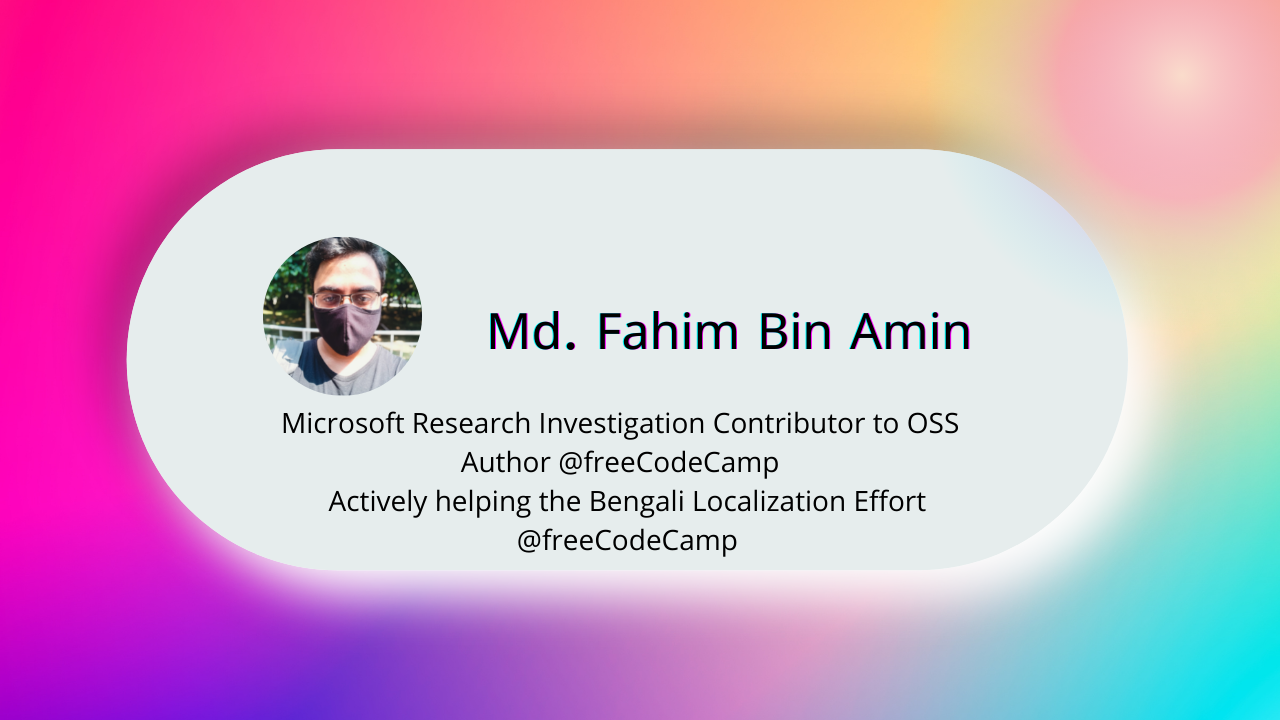 Md. Fahim Bin Amin
Microsoft Research Investigation Contributor to OSS
Author @freeCodeCamp
Actively helping the Bengali Localization Effort
@freeCodeCamp